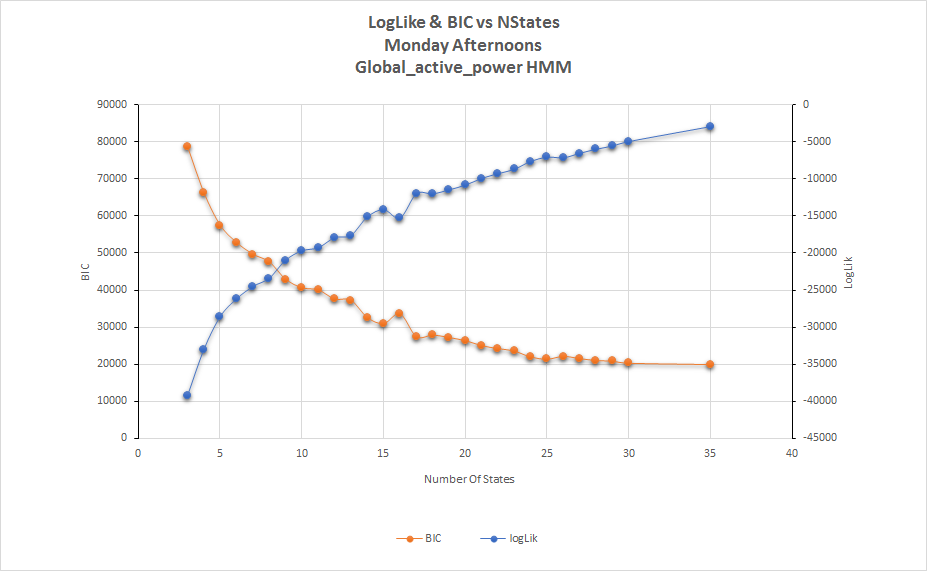 LogLike & BIC vs NStates
Monday Afternoons
Global_active_power HMM
90000
80000
70000
60000
50000
40000
30000
20000
10000
0
BIC
0
-5000
-10000
-15000
-20000
-25000
-30000
-35000
-40000
-45000
LogLik
0 5 10 15 20 25 30 35 40
Number Of States
BIC logLik